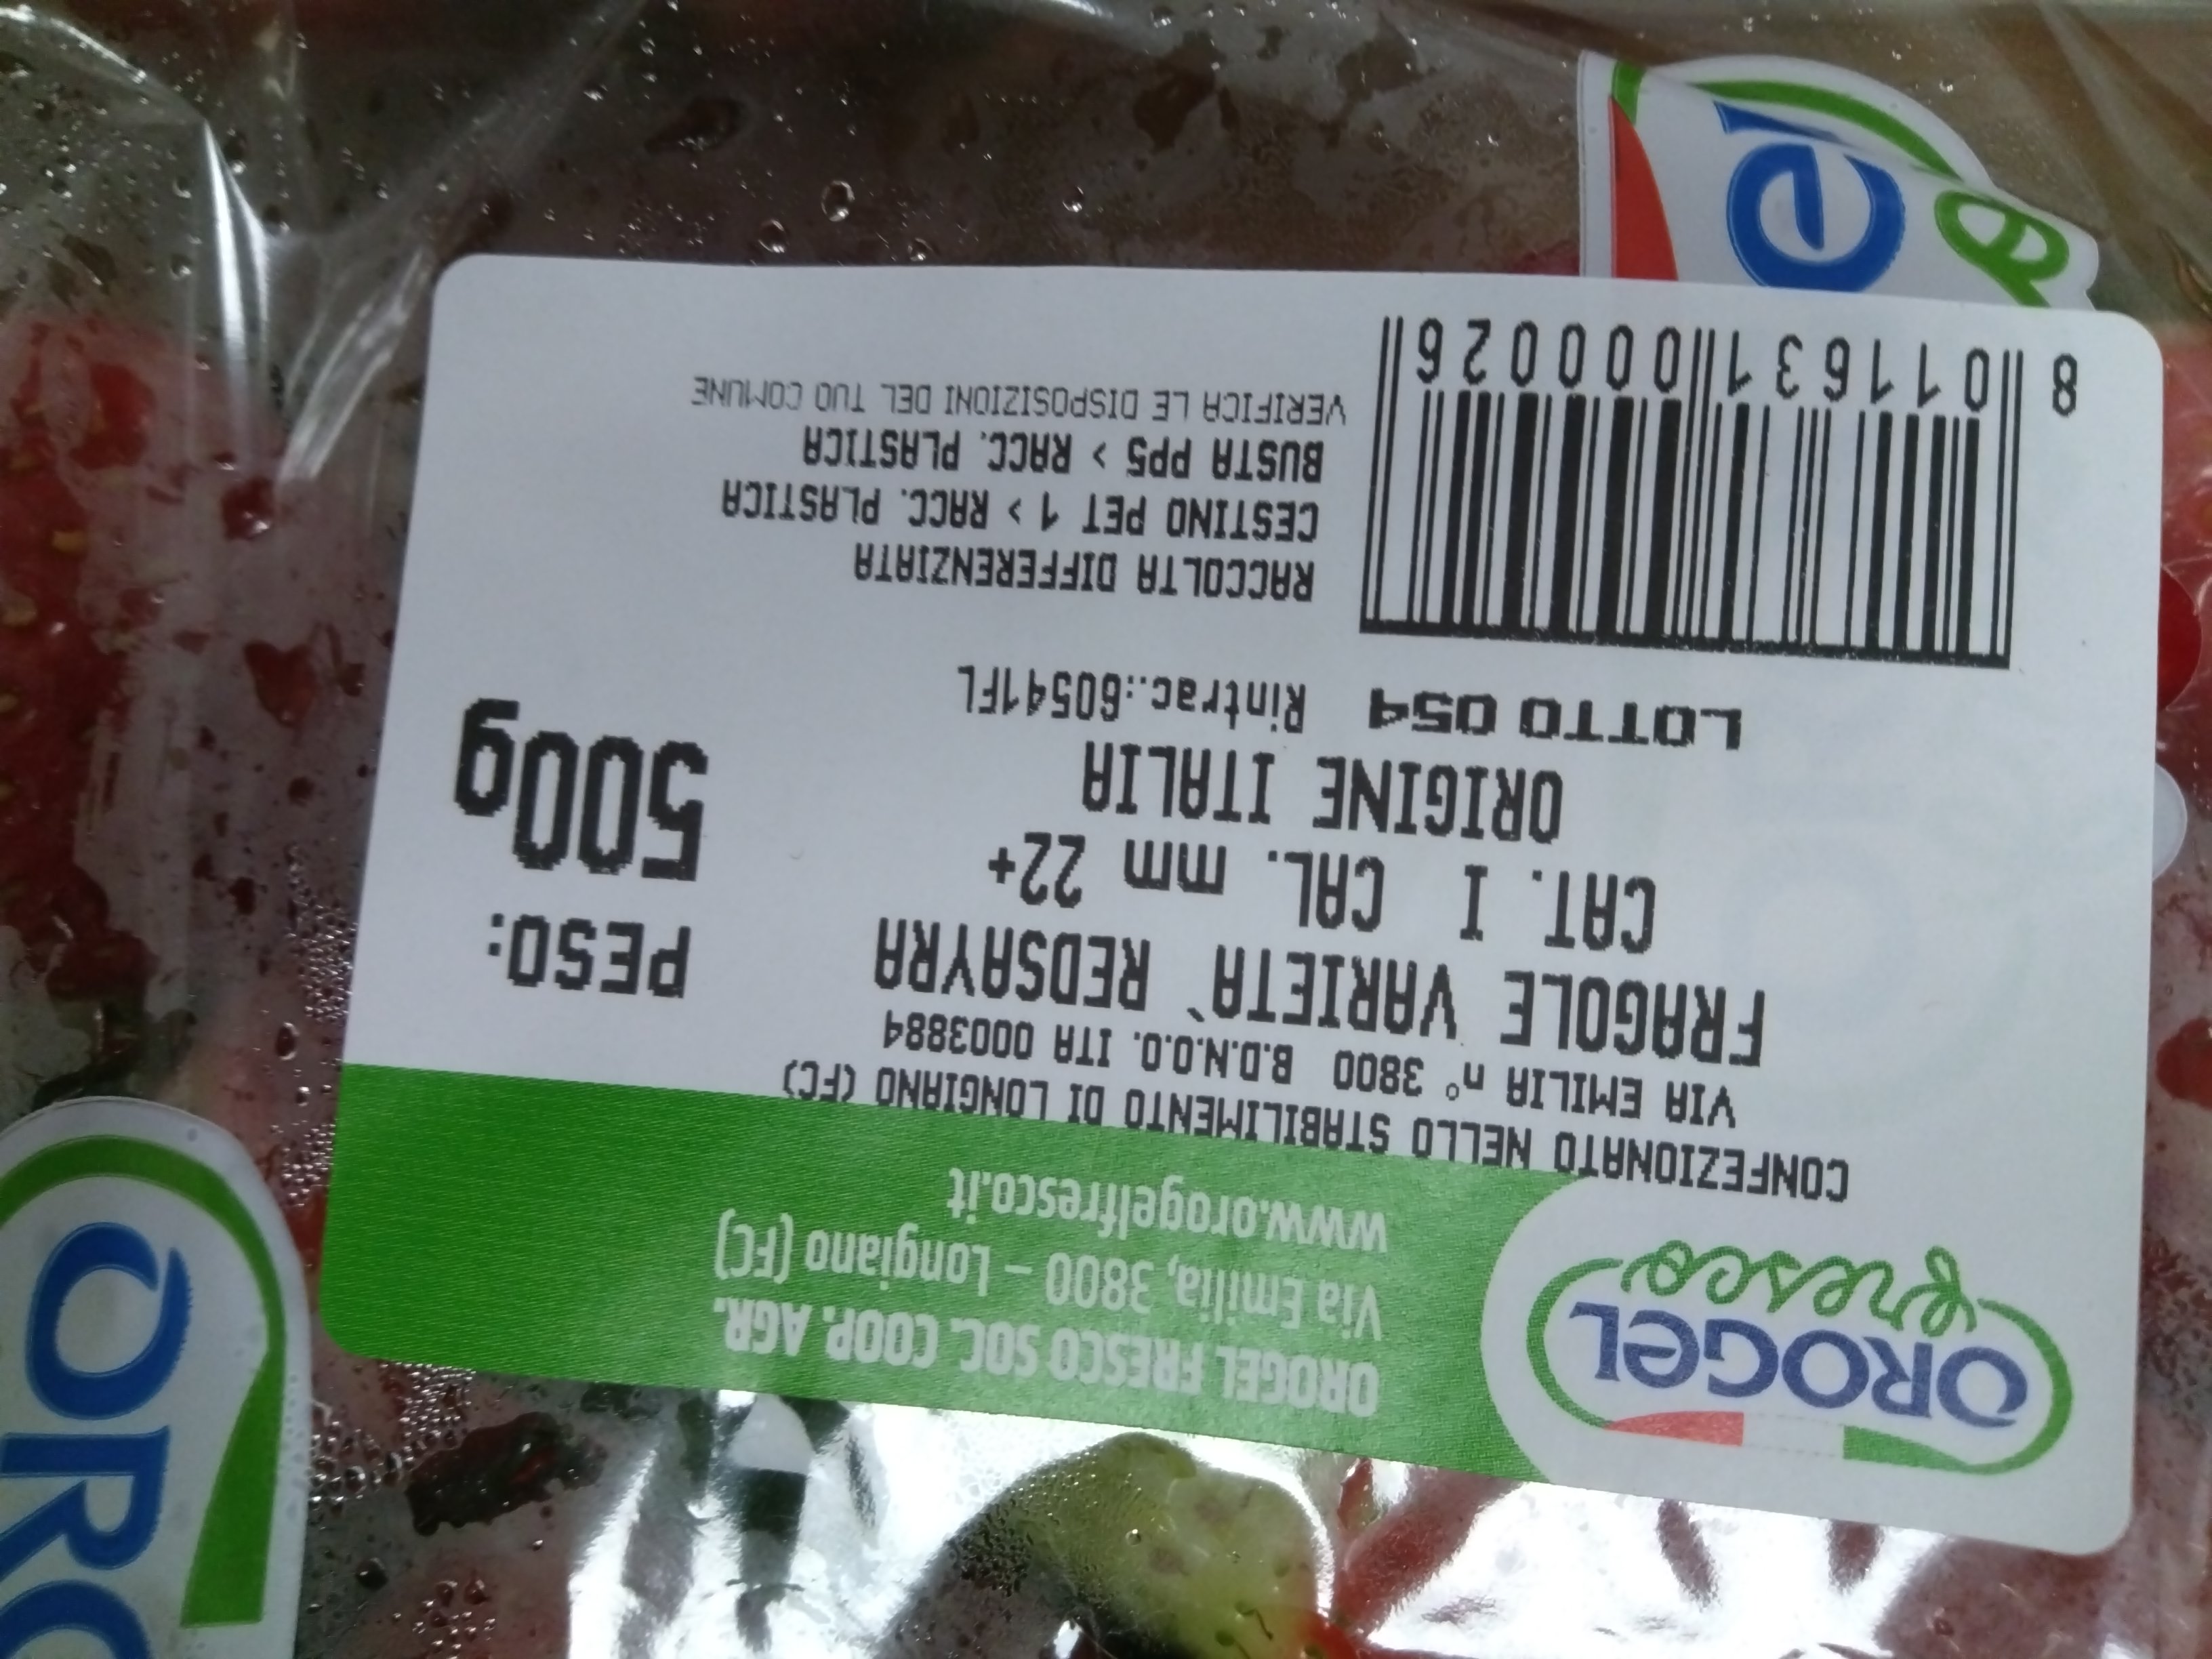 OROGEL
fresco
OROGEL FRESCO SOC. COOP. AGR.
Via Emilia, 3800 – Longiano (FC)
www.orogelfresco.it
CONFEZIONATO NELLO STABILIMENTO DI LONGIANO (FC)
VIA EMILIA n° 3800 B.D.N.O.O. ITA 0003884
FRAGOLE VARIETA` REDSAYRA
CAT. I CAL. mm 22+
ORIGINE ITALIA
PESO:
500g
LOTTO 054 Rintrac.:60541FL
RACCOLTA DIFFERENZIATA
CESTINO PET 1 > RACC. PLASTICA
BUSTA PP5 > RACC. PLASTICA
VERIFICA LE DISPOSIZIONI DEL TUO COMUNE
8 011631 000026
ORO
el